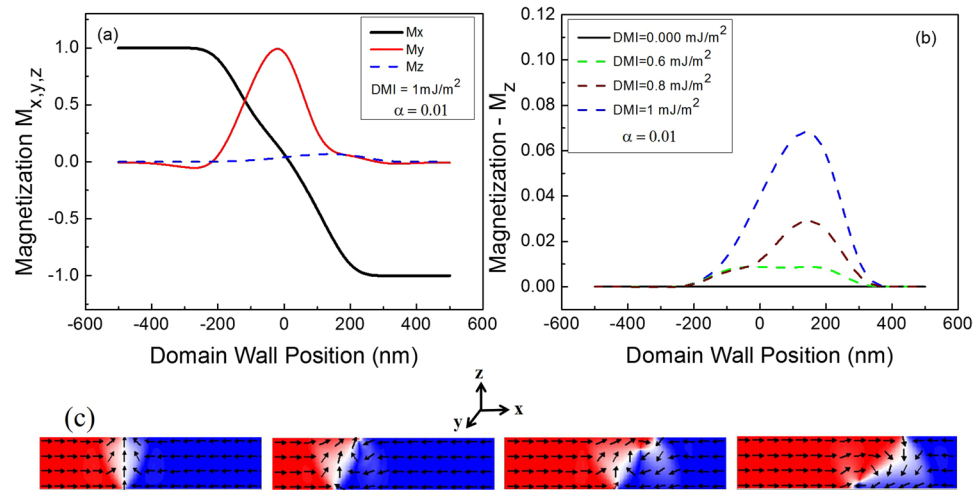 (a)
Mx
My
Mz
DMI = 1mJ/m²
α = 0.01
1.0
0.5
0.0
-0.5
-1.0
Magnetization Mx,y,z
-600 -400 -200 0 200 400 600
Domain Wall Position (nm)
(b)
DMI=0.000 mJ/m²
DMI=0.6 mJ/m²
DMI=0.8 mJ/m²
DMI=1 mJ/m²
α = 0.01
0.12
0.10
0.08
0.06
0.04
0.02
0.00
Magnetization - Mz
-600 -400 -200 0 200 400 600
Domain Wall Position (nm)
(c)
z
y
x